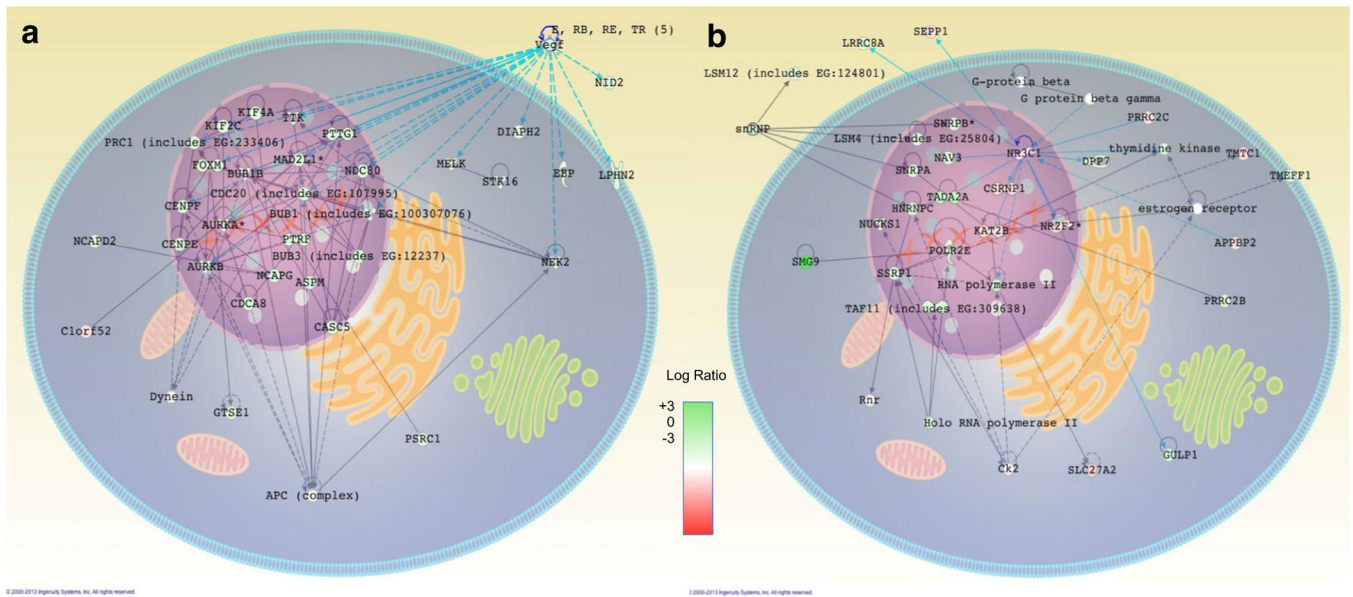 a
E, RB, RE, TR (5)
Vegf
NID2
KIF4A
TTK
KIF2C
PTTG1
DIAPH2
PRC1 (includes EG:233406)
FOXM1
MAD2L1*
BUB1B
NDC80
MELK
STK16
EBP
LPHN2
CDC20 (includes EG:107995)
CENPF
BUB1 (includes EG:100307076)
AURKA*
NCAPD2
CENPE
PTRF
BUB3 (includes EG:12237)
NEK2
AURKB
NCAPG
ASPM
CDCA8
C1orf52
CASC5
Dynein
GTSE1
PSRC1
APC (complex)
© 2000-2013 Ingenuity Systems, Inc. All rights reserved.
Log Ratio
+3
0
-3
b
SEPP1
LRRC8A
LSM12 (includes EG:124801)
G-protein beta
G protein beta gamma
PRRC2C
snRNP
SNRPB*
LSM4 (includes EG:25804)
NAV3
NR3C1
thymidine kinase
TMTC1
DPP7
SNRPA
TMEFF1
CSRNP1
TADA2A
HNRNPC
estrogen receptor
NUCKS1
KAT2B
NR2F2*
APPBP2
POLR2E
SMG9
SSRP1
RNA polymerase II
PRRC2B
TAF11 (includes EG:309638)
Rnr
Holo RNA polymerase II
GULP1
Ck2
SLC27A2
© 2000-2013 Ingenuity Systems, Inc. All rights reserved.